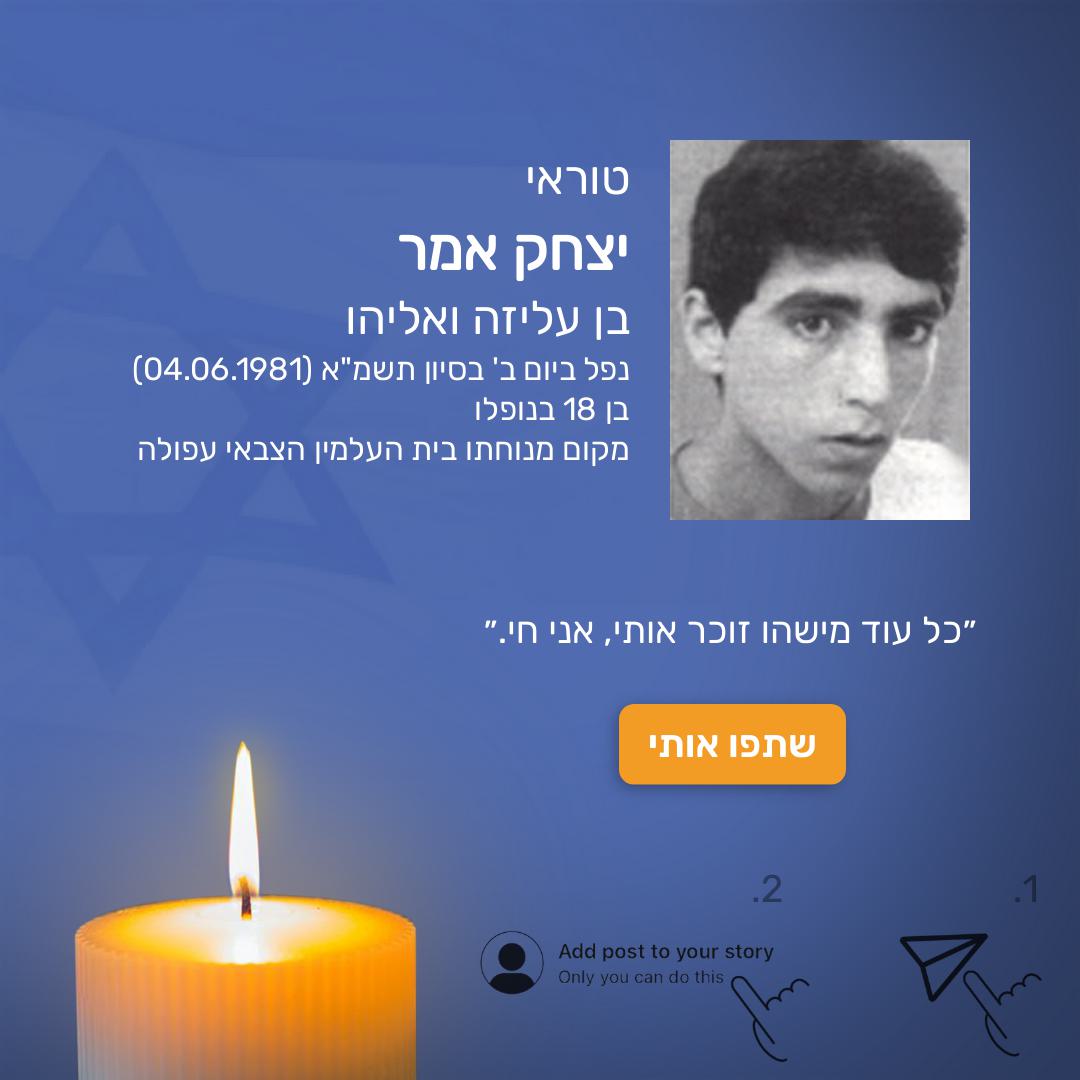 טוראי
יצחק אמר
בן עליזה ואליהו
נפל ביום ב' בסיון תשמ"א (04.06.1981)
בן 18 בנופלו
מקום מנוחתו בית העלמין הצבאי עפולה
״כל עוד מישהו זוכר אותי, אני חי.״
שתפו אותי
1.
2.
Add post to your story
Only you can do this